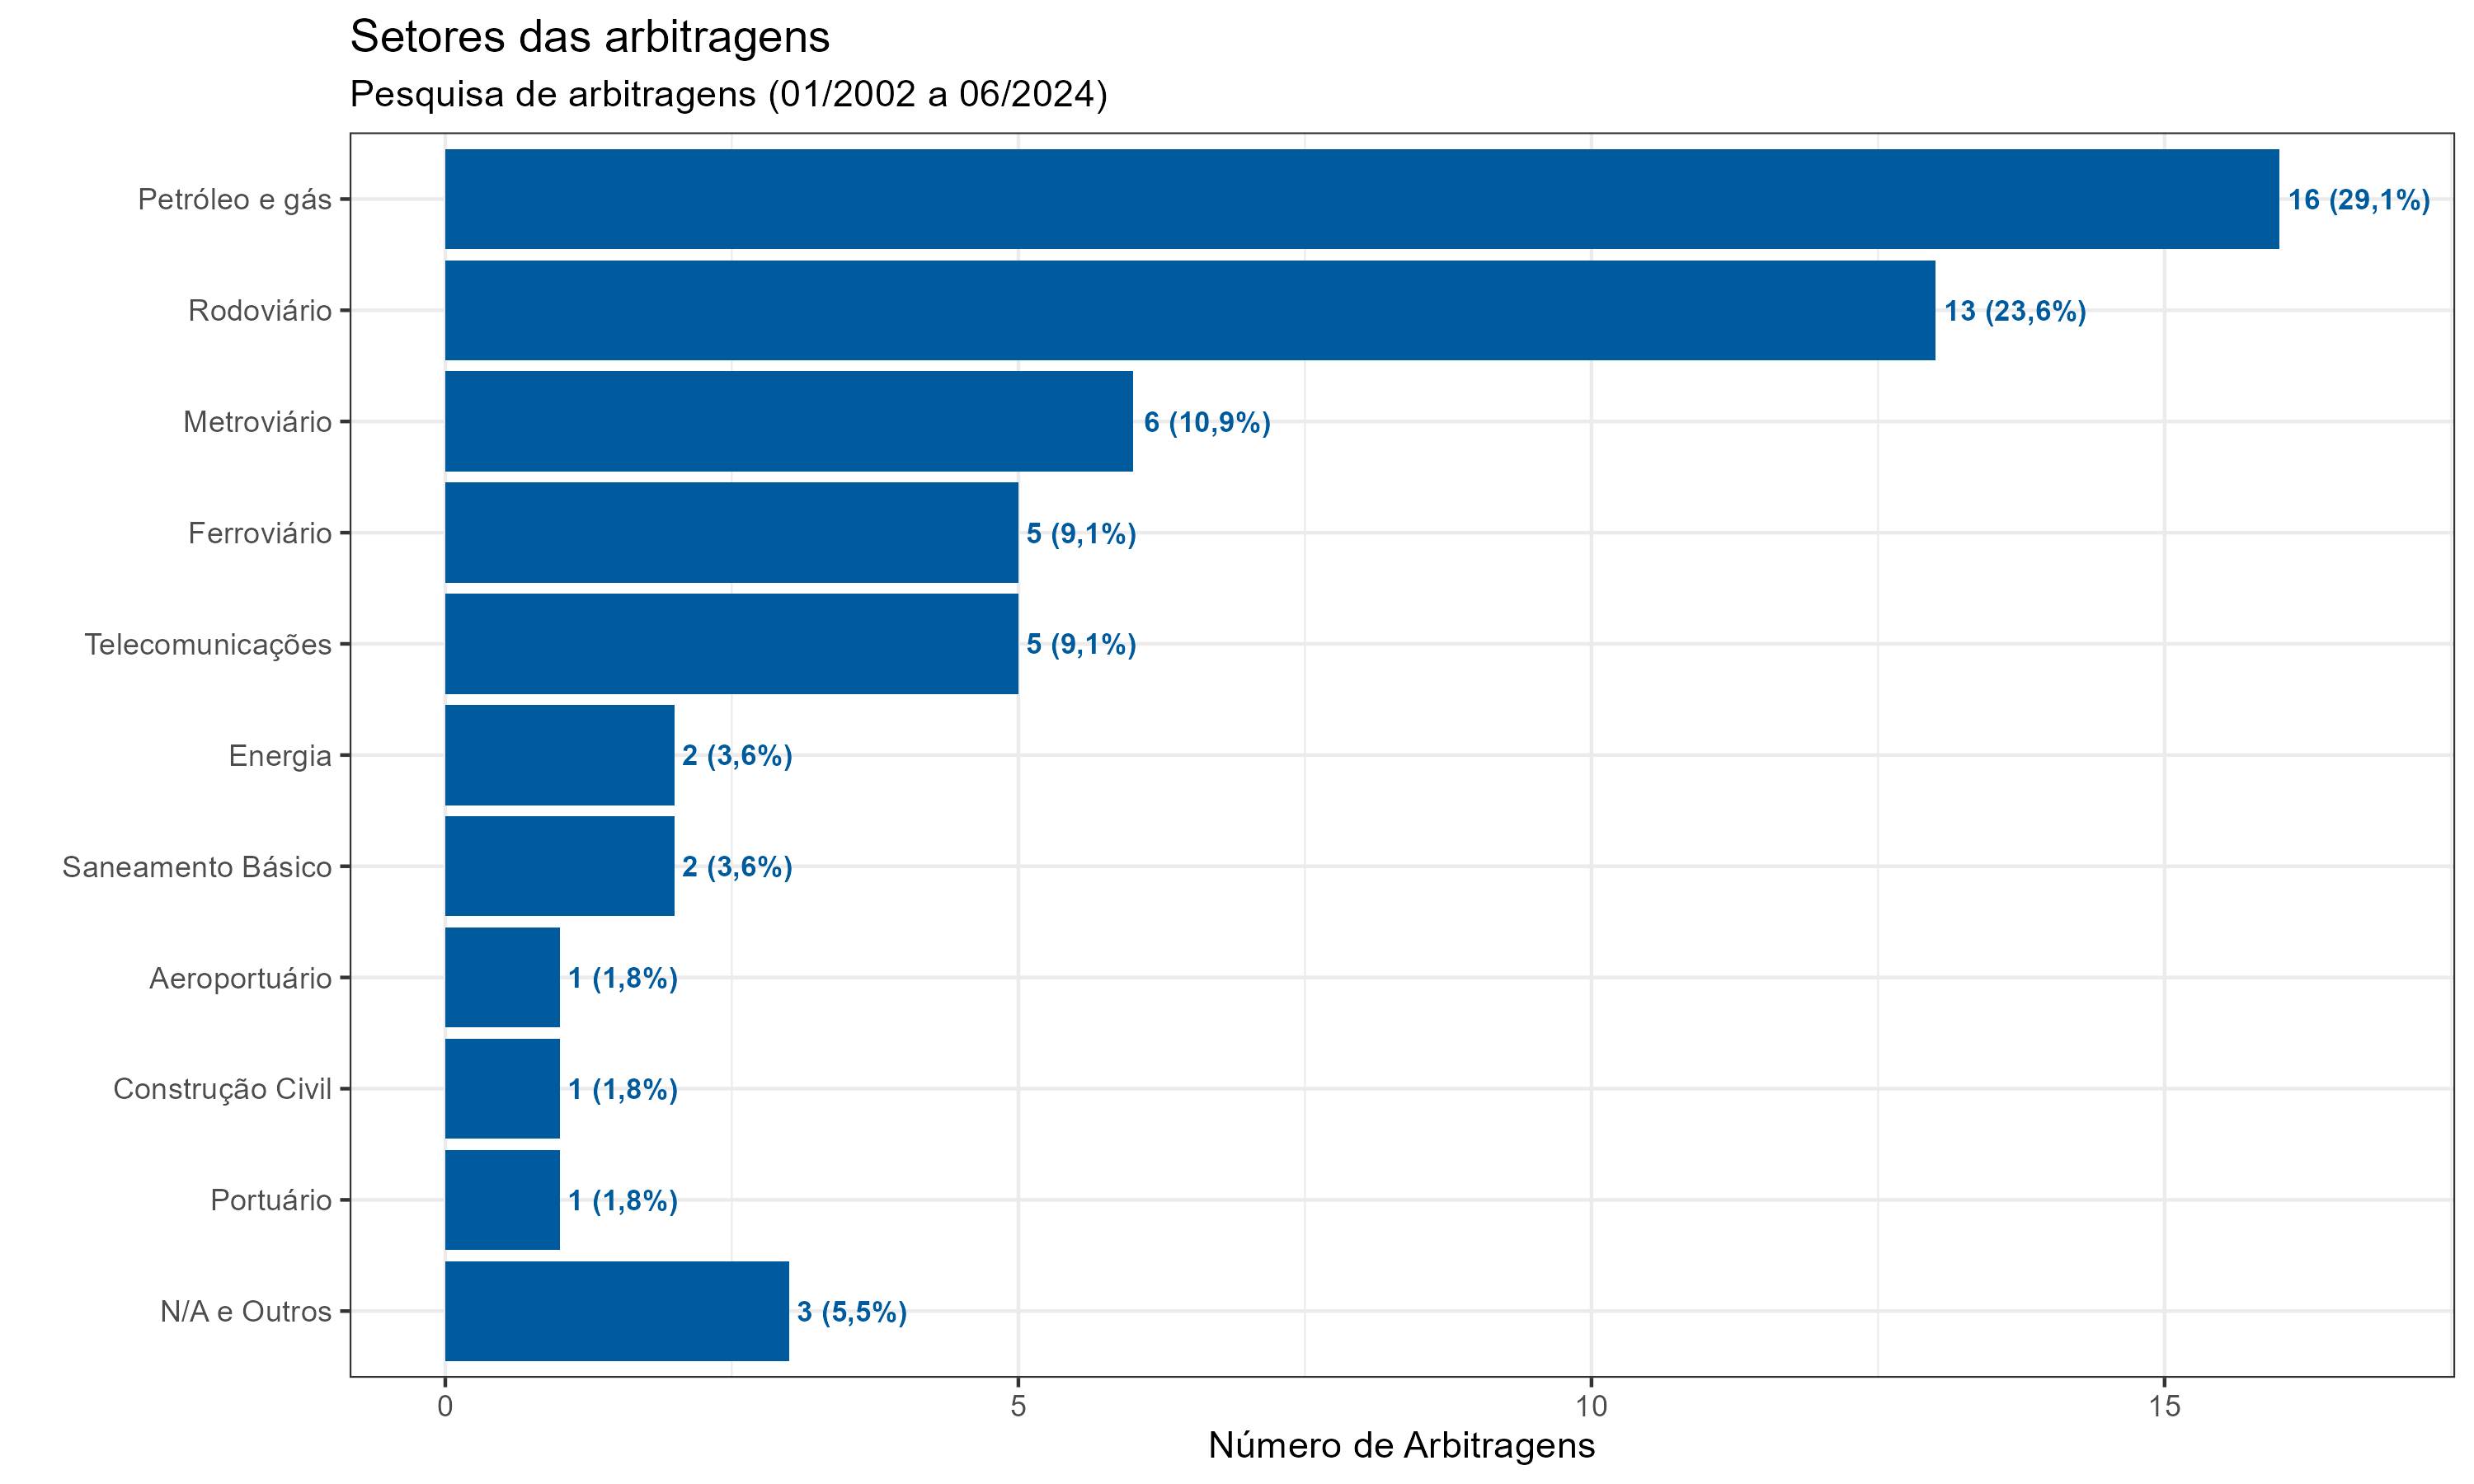 Setores das arbitragens
Pesquisa de arbitragens (01/2002 a 06/2024)
Petróleo e gás 16 (29,1%)
Rodoviário 13 (23,6%)
Metroviário 6 (10,9%)
Ferroviário 5 (9,1%)
Telecomunicações 5 (9,1%)
Energia 2 (3,6%)
Saneamento Básico 2 (3,6%)
Aeroportuário 1 (1,8%)
Construção Civil 1 (1,8%)
Portuário 1 (1,8%)
N/A e Outros 3 (5,5%)
0 5 10 15
Número de Arbitragens